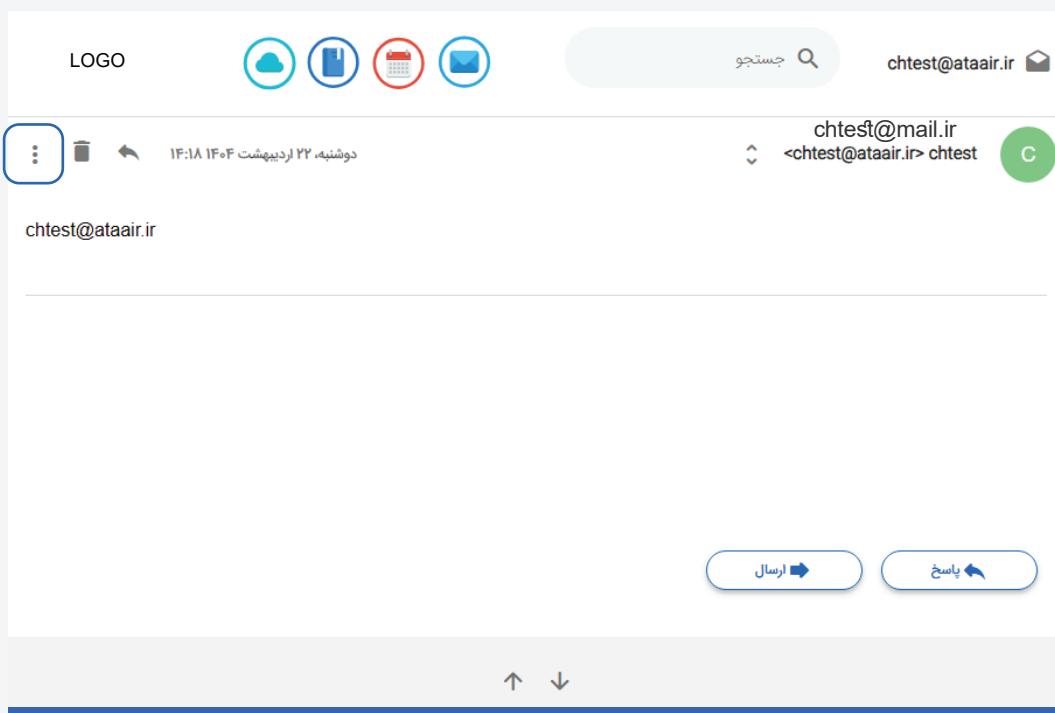 LOGO
جستجو
chtest@ataair.ir
chtest@mail.ir
<chtest@ataair.ir> chtest
C
دوشنبه، ۲۲ اردیبهشت ۱۴۰۴ ۱۴:۱۸
chtest@ataair.ir
پاسخ
ارسال